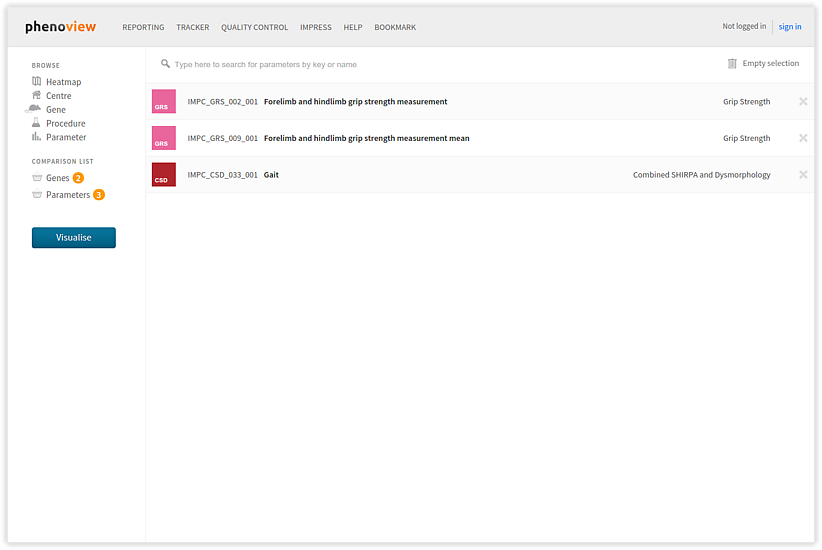 phenoview REPORTING TRACKER QUALITY CONTROL IMPRESS HELP BOOKMARK Not logged in sign in
BROWSE
Heatmap
Centre
Gene
Procedure
Parameter
COMPARISON LIST
Genes 2
Parameters 3
Visualise
Type here to search for parameters by key or name Empty selection
GRS IMPC_GRS_002_001 Forelimb and hindlimb grip strength measurement Grip Strength
GRS IMPC_GRS_009_001 Forelimb and hindlimb grip strength measurement mean Grip Strength
CSD IMPC_CSD_033_001 Gait Combined SHIRPA and Dysmorphology